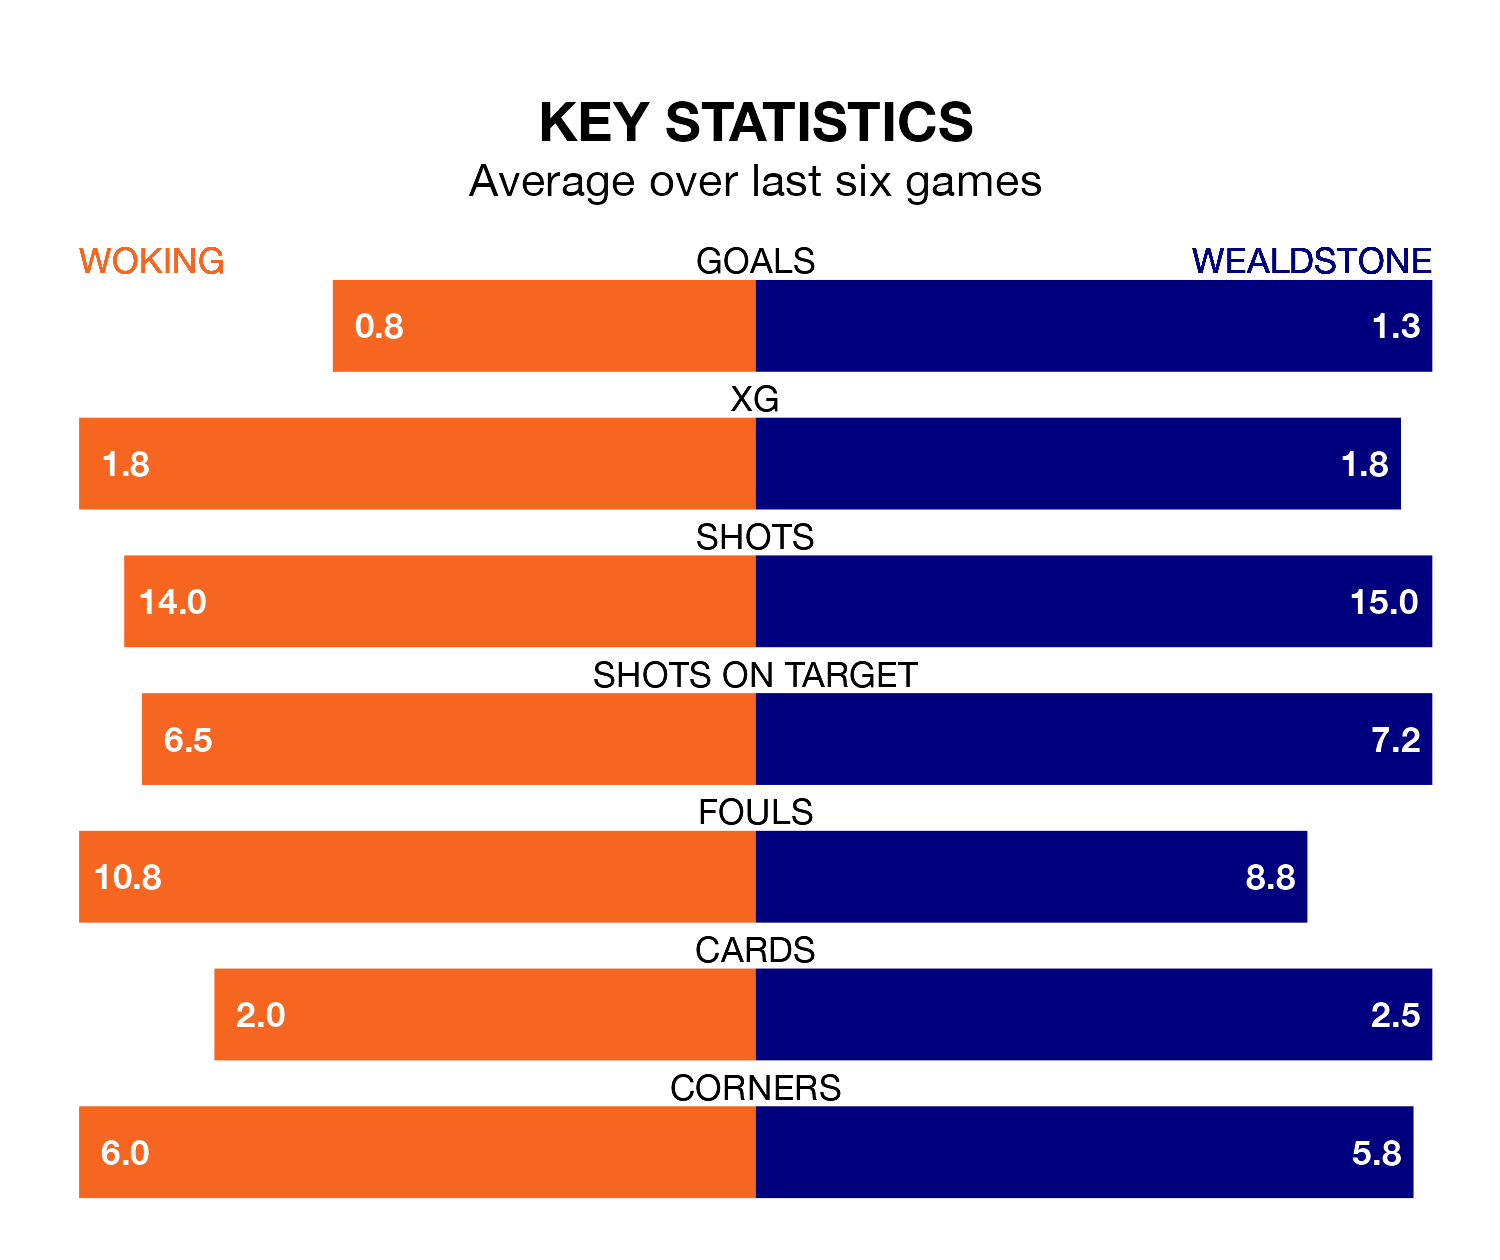 KEY STATISTICS
Average over last six games
WOKING GOALS WEALDSTONE
0.8 1.3
XG
1.8 1.8
SHOTS
14.0 15.0
SHOTS ON TARGET
6.5 7.2
FOULS
10.8 8.8
CARDS
2.0 2.5
CORNERS
6.0 5.8